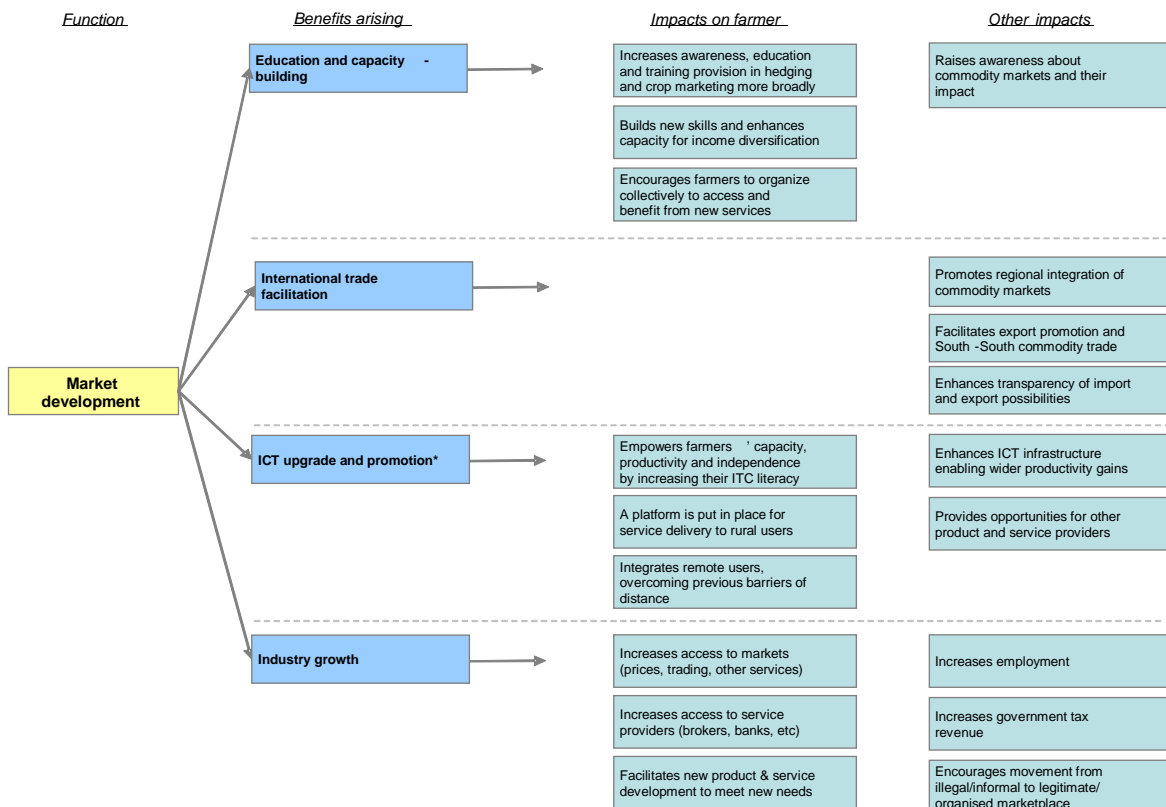 Function
Benefits arising
Impacts on farmer
Other impacts
Education and capacity -
building
Increases awareness, education
and training provision in hedging
and crop marketing more broadly
Raises awareness about
commodity markets and their
impact
Builds new skills and enhances
capacity for income diversification
Encourages farmers to organize
collectively to access and
benefit from new services
International trade
facilitation
Promotes regional integration of
commodity markets
Facilitates export promotion and
South -South commodity trade
Enhances transparency of import
and export possibilities
Market
development
ICT upgrade and promotion*
Empowers farmers ' capacity,
productivity and independence
by increasing their ITC literacy
Enhances ICT infrastructure
enabling wider productivity gains
A platform is put in place for
service delivery to rural users
Provides opportunities for other
product and service providers
Integrates remote users,
overcoming previous barriers of
distance
Industry growth
Increases access to markets
(prices, trading, other services)
Increases employment
Increases access to service
providers (brokers, banks, etc)
Increases government tax
revenue
Facilitates new product & service
development to meet new needs
Encourages movement from
illegal/informal to legitimate/
organised marketplace